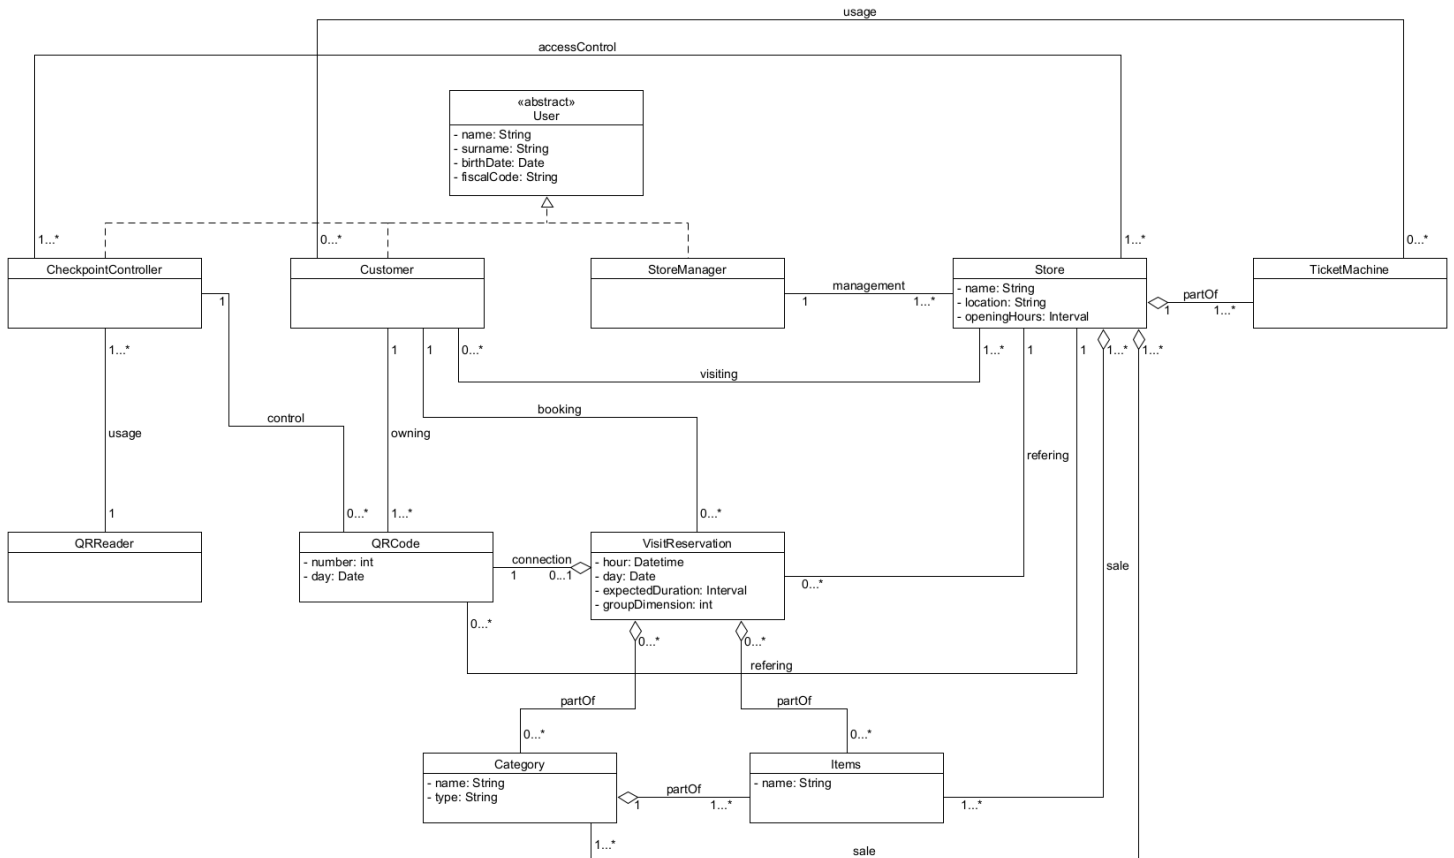 usage
accessControl
«abstract»
User
- name: String
- surname: String
- birthDate: Date
- fiscalCode: String
1...*
0...*
1...*
0...*
CheckpointController
Customer
StoreManager
Store
- name: String
- location: String
- openingHours: Interval
TicketMachine
1
management
1
1...*
partOf
1
1...*
1...*
1
1
0...*
1...*
1
1
1...*
1...*
visiting
booking
control
usage
owning
refering
1
0...*
1...*
0...*
QRReader
QRCode
- number: int
- day: Date
connection
1
0...1
VisitReservation
- hour: Datetime
- day: Date
- expectedDuration: Interval
- groupDimension: int
0...*
sale
0...*
0...*
0...*
refering
partOf
partOf
0...*
0...*
Category
- name: String
- type: String
partOf
1
1...*
Items
- name: String
1...*
1...*
sale